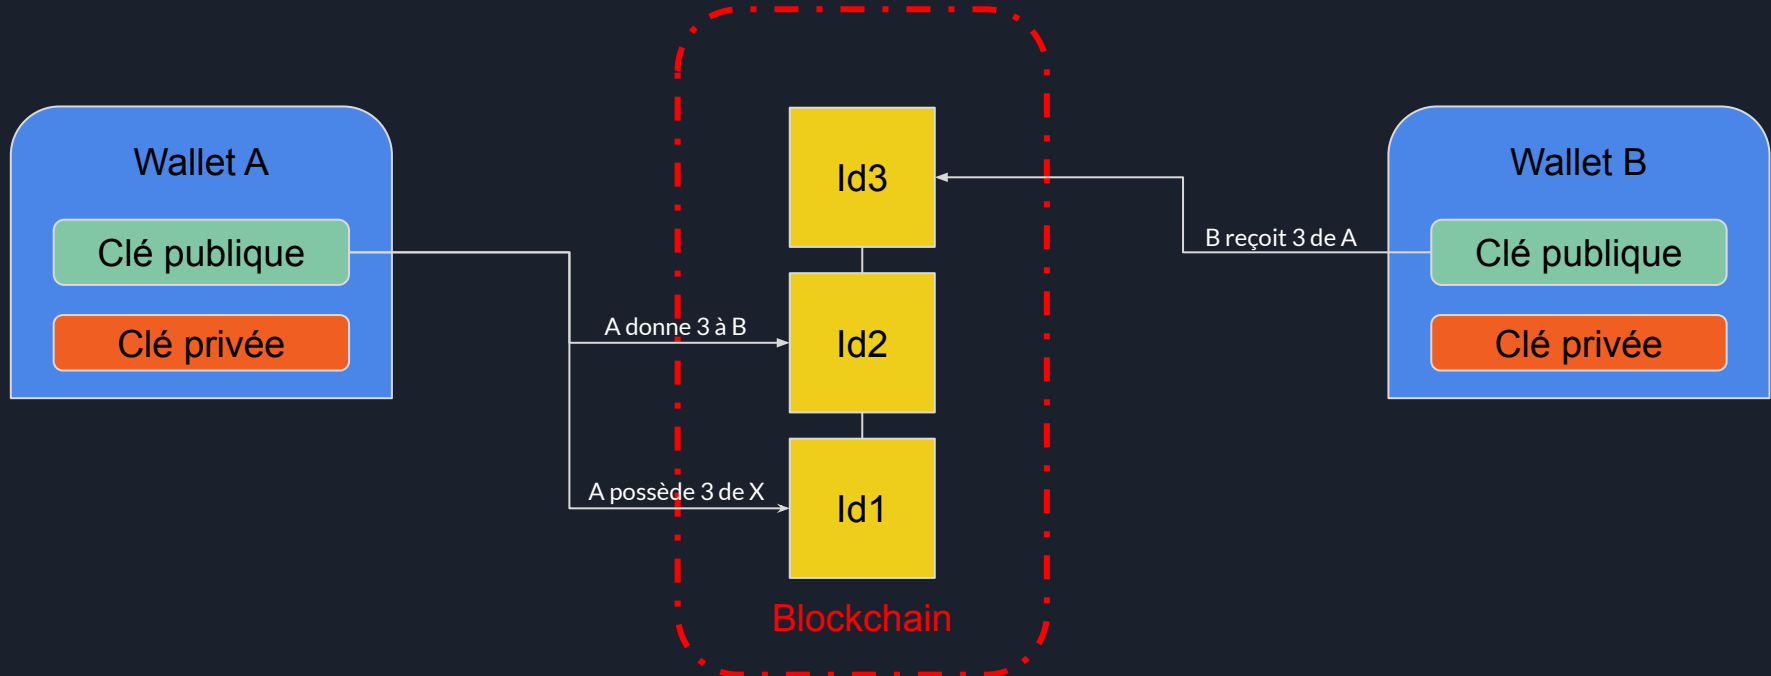 Wallet A
Clé publique
Clé privée
A donne 3 à B
A possède 3 de X
Id3
Id2
Id1
Blockchain
B reçoit 3 de A
Wallet B
Clé publique
Clé privée